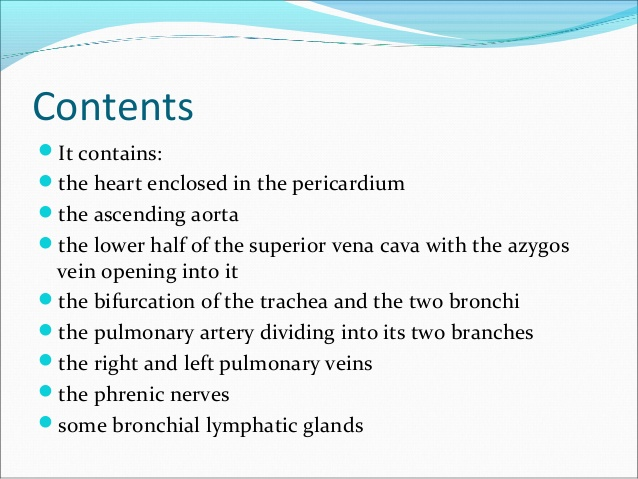 Contents
It contains:
the heart enclosed in the pericardium
the ascending aorta
the lower half of the superior vena cava with the azygos
vein opening into it
the bifurcation of the trachea and the two bronchi
the pulmonary artery dividing into its two branches
the right and left pulmonary veins
the phrenic nerves
some bronchial lymphatic glands